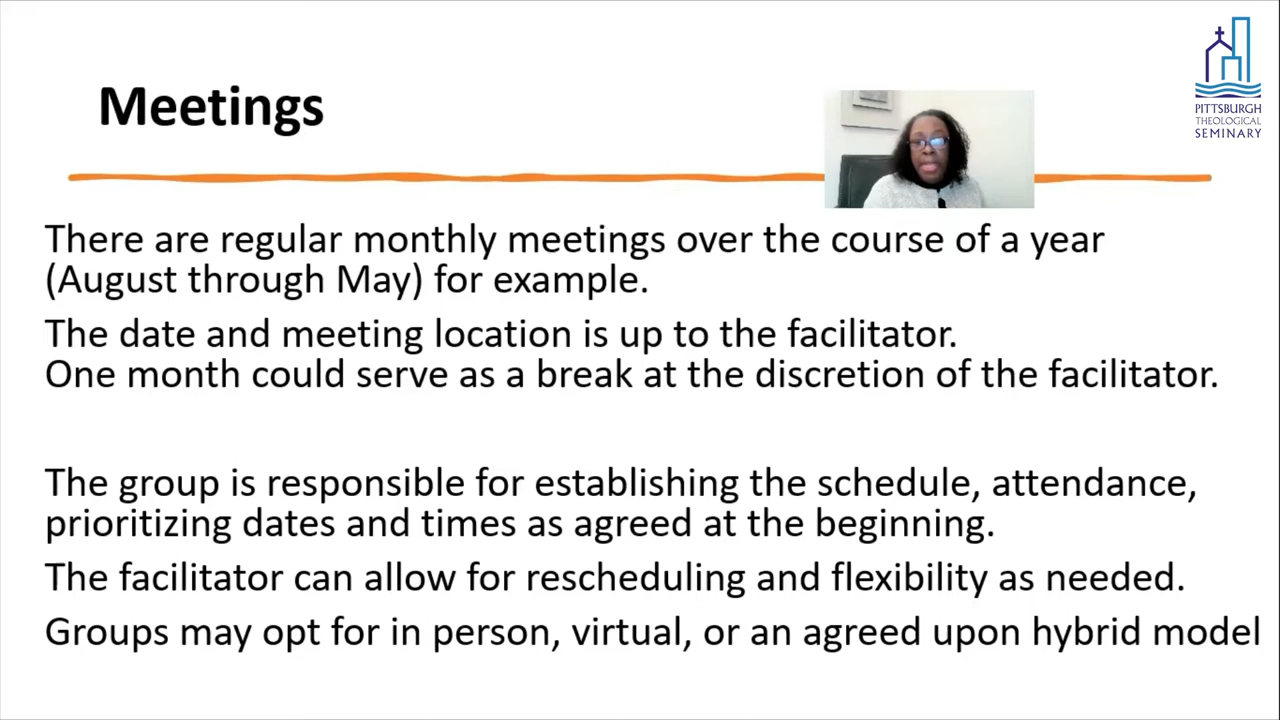 PITTSBURGH
THEOLOGICAL
SEMINARY
Meetings
There are regular monthly meetings over the course of a year
(August through May) for example.
The date and meeting location is up to the facilitator.
One month could serve as a break at the discretion of the facilitator.
The group is responsible for establishing the schedule, attendance,
prioritizing dates and times as agreed at the beginning.
The facilitator can allow for rescheduling and flexibility as needed.
Groups may opt for in person, virtual, or an agreed upon hybrid model